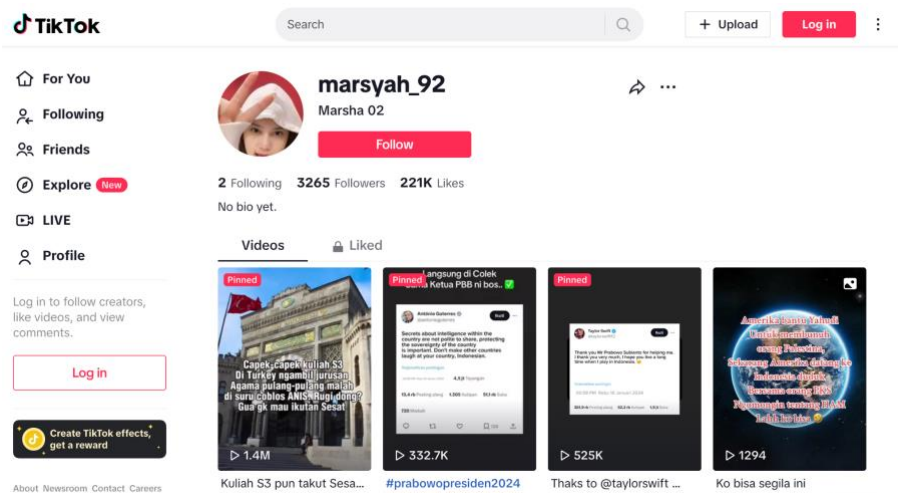 TikTok
Search
+ Upload
Log in
For You
Following
Friends
Explore New
LIVE
Profile
Log in to follow creators,
like videos, and view
comments.
Log in
Create TikTok effects,
get a reward
About Newsroom Contact Careers
marsyah_92
Marsha 02
Follow
2 Following 3265 Followers 221K Likes
No bio yet.
Videos
Liked
Pinned
Capek-capek kuliah S3
Di Turkey ngambil jurusan
Agama pulang-pulang malah
di suru coblos ANIS Rugi dong?
Gua gk mau ikutan Sesat
1.4M
Kuliah S3 pun takut Sesa...
Pinned
Langsung di Colek
Ketua PBB ni bos..
António Guterres
Secrets about intelligence within the
country are not polite to share, protecting
the sovereignty of the country
is important. Don't make other countries
laugh at your country, Indonesian.
332.7K
#prabowopresiden2024
Pinned
Taylor Swift
Thank you Mr Prabowo Subianto for helping me.
I thank you very much, I hope you live a long
time when I play in Indonesia.
525K
Thaks to @taylorswift ...
Amerika bantu Yahudi
Untuk membunuh
orang Palestina,
Sekarang Amerika datang ke
Indonesia duduk
Bersama orang PKS
Ngomongin tentang HAM
1294
Ko bisa segila ini